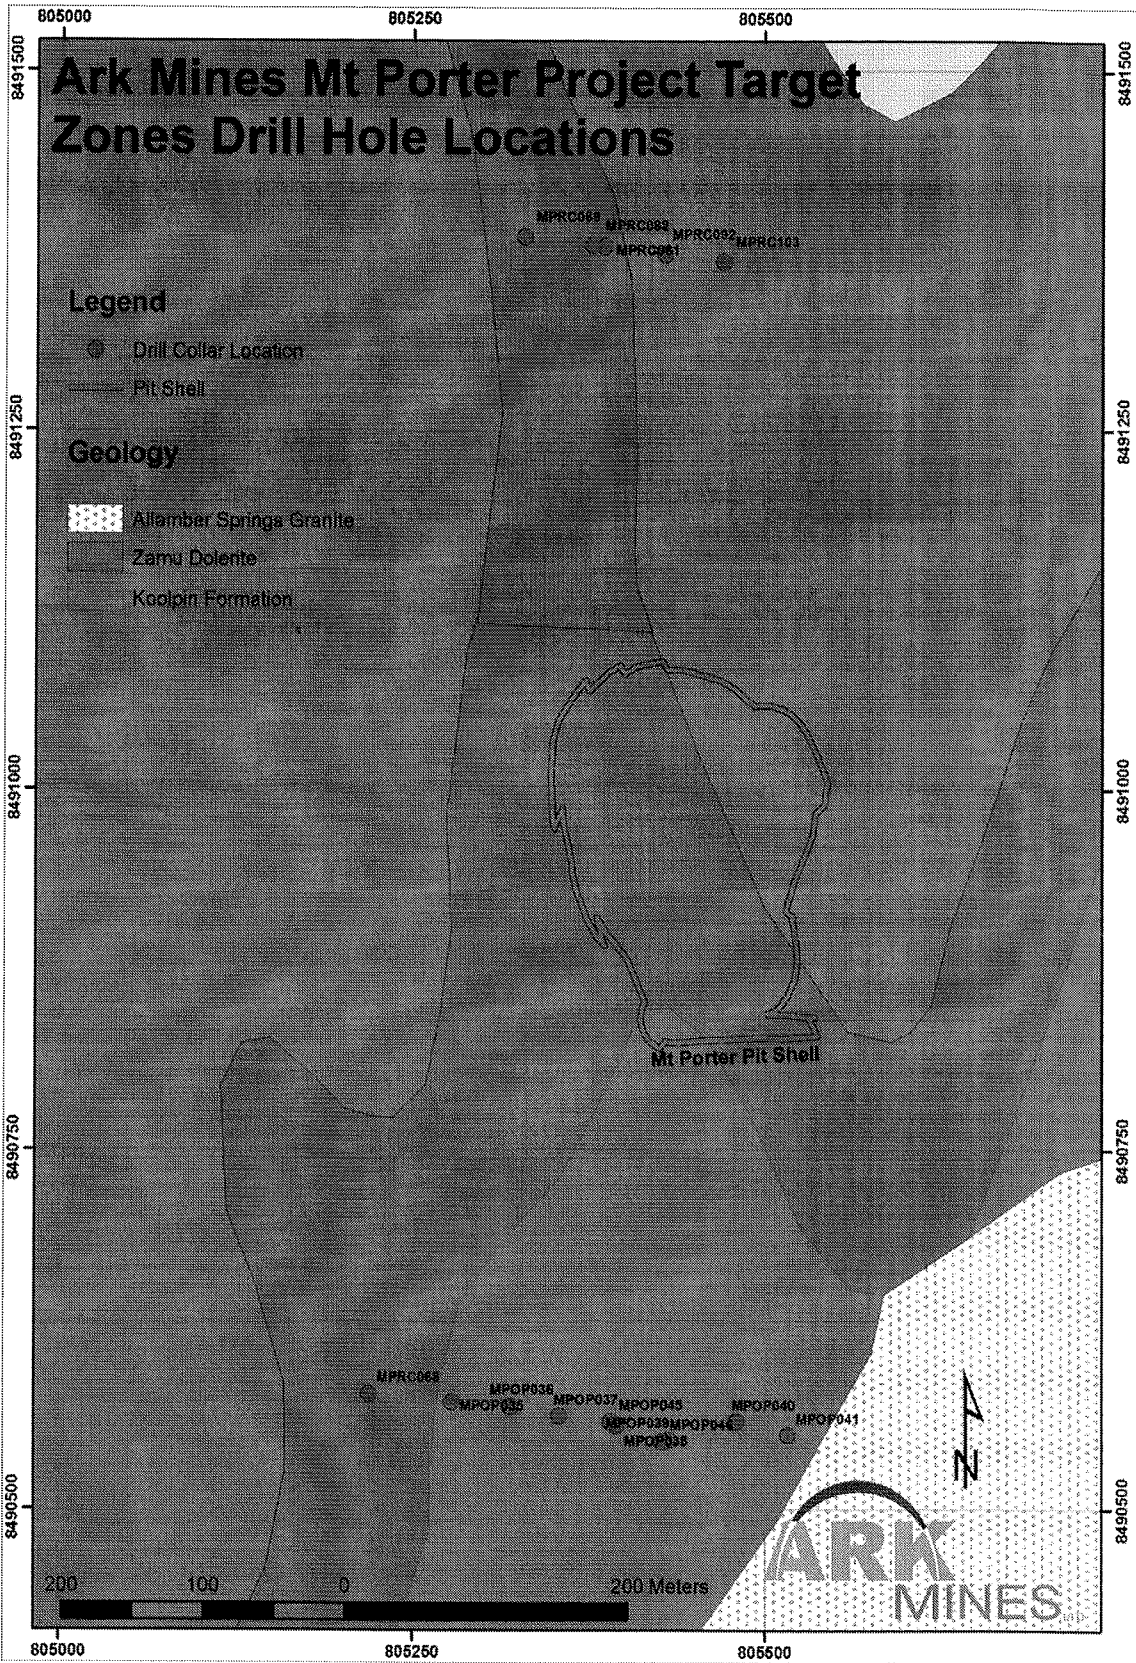 805000 805250 805500
Ark Mines Mt Porter Project Target
Zones Drill Hole Locations
8491500 8491500
MPRC069
MPRC092
MPRC103
Legend
Drill Collar Location
Pit Shell
8491250 8491250
Geology
Allamber Springs Granite
Zamu Dolerite
Koolpin Formation
8491000 8491000
Mt Porter Pit Shell
8490750 8490750
MPRC068
MPOP035
MPOP036
MPOP037
MPOP045
MPOP039
MPOP038
MPOP040
MPOP041
N
8490500 8490500
ARK
MINES
200 100 0 200 Meters
805000 805250 805500